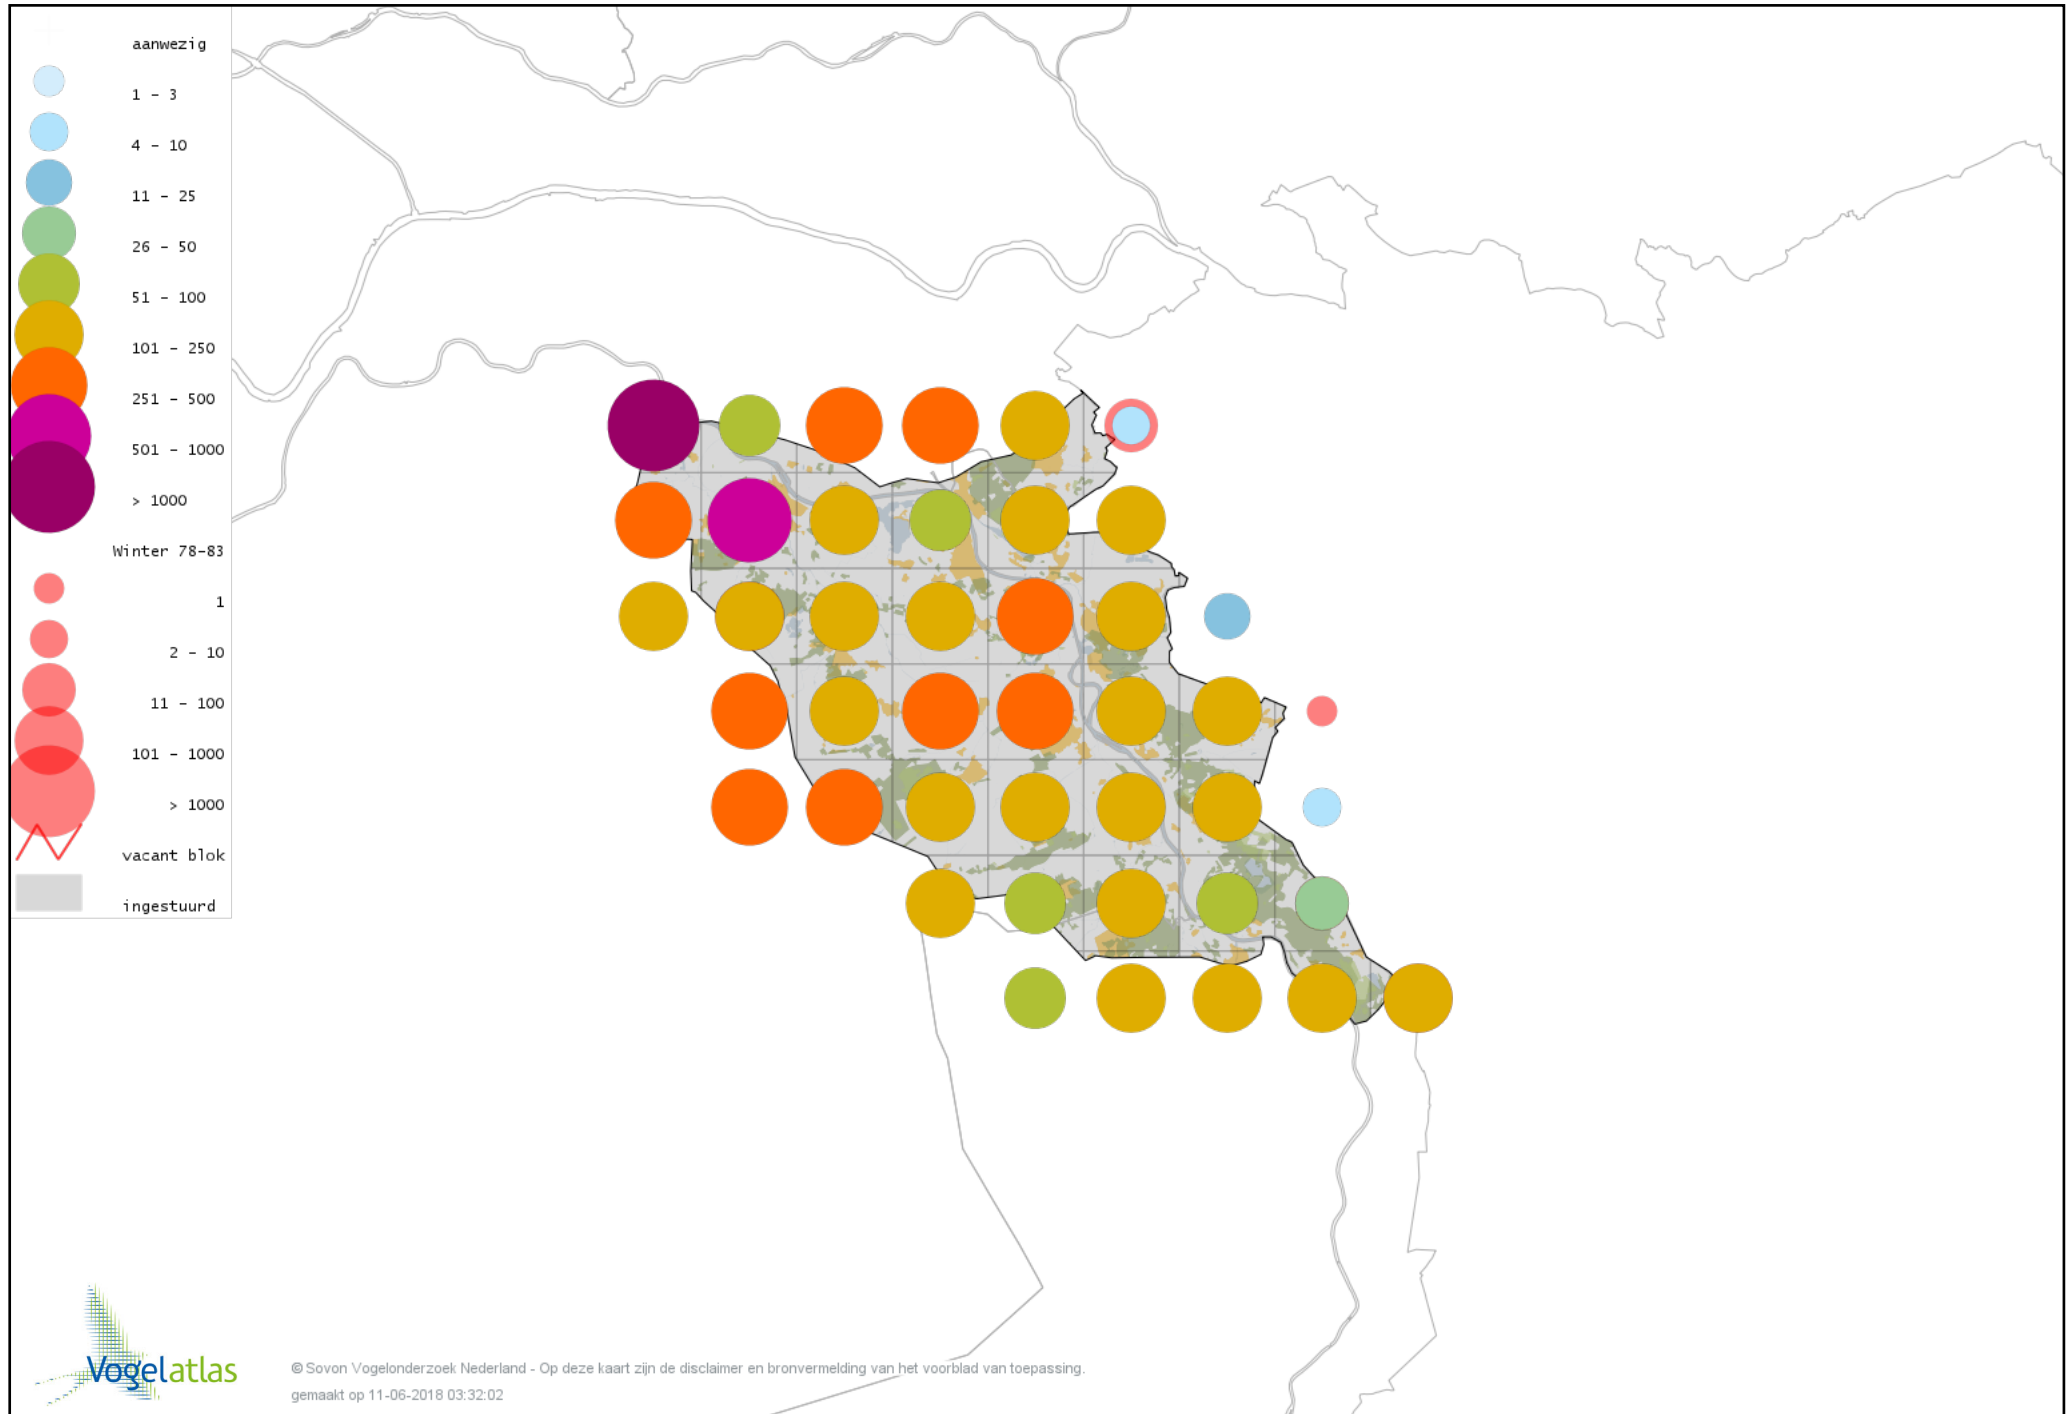 aanwezig
1 - 3
4 - 10
11 - 25
26 - 50
51 - 100
101 - 250
251 - 500
501 - 1000
> 1000
Winter 78-83
1
2 - 10
11 - 100
101 - 1000
> 1000
vacant blok
ingestuurd
Vogelatlas
© Sovon Vogelonderzoek Nederland - Op deze kaart zijn de disclaimer en bronvermelding van het voorblad van toepassing.
gemaakt op 11-06-2018 03:32:02